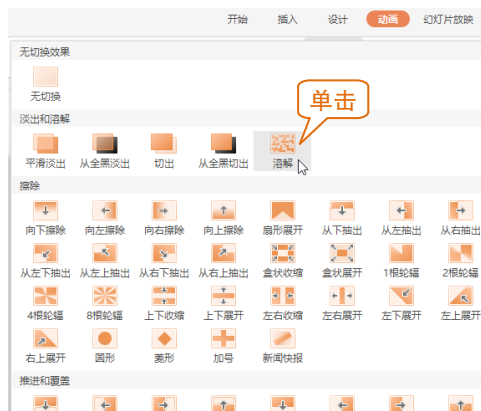 开始 插入 设计 动画 幻灯片放映
无切换效果
无切换
单击
淡出和溶解
平滑淡出 从全黑淡出 切出 从全黑切出 溶解
擦除
向下擦除 向左擦除 向右擦除 向上擦除 扇形展开 从下抽出 从左抽出 从右抽出
从左下抽出 从左上抽出 从右下抽出 从右上抽出 盒状收缩 盒状展开 1根轮辐 2根轮辐
4根轮辐 8根轮辐 上下收缩 上下展开 左右收缩 左右展开 左下展开 左上展开
右上展开 圆形 菱形 加号 新闻快报
推进和覆盖